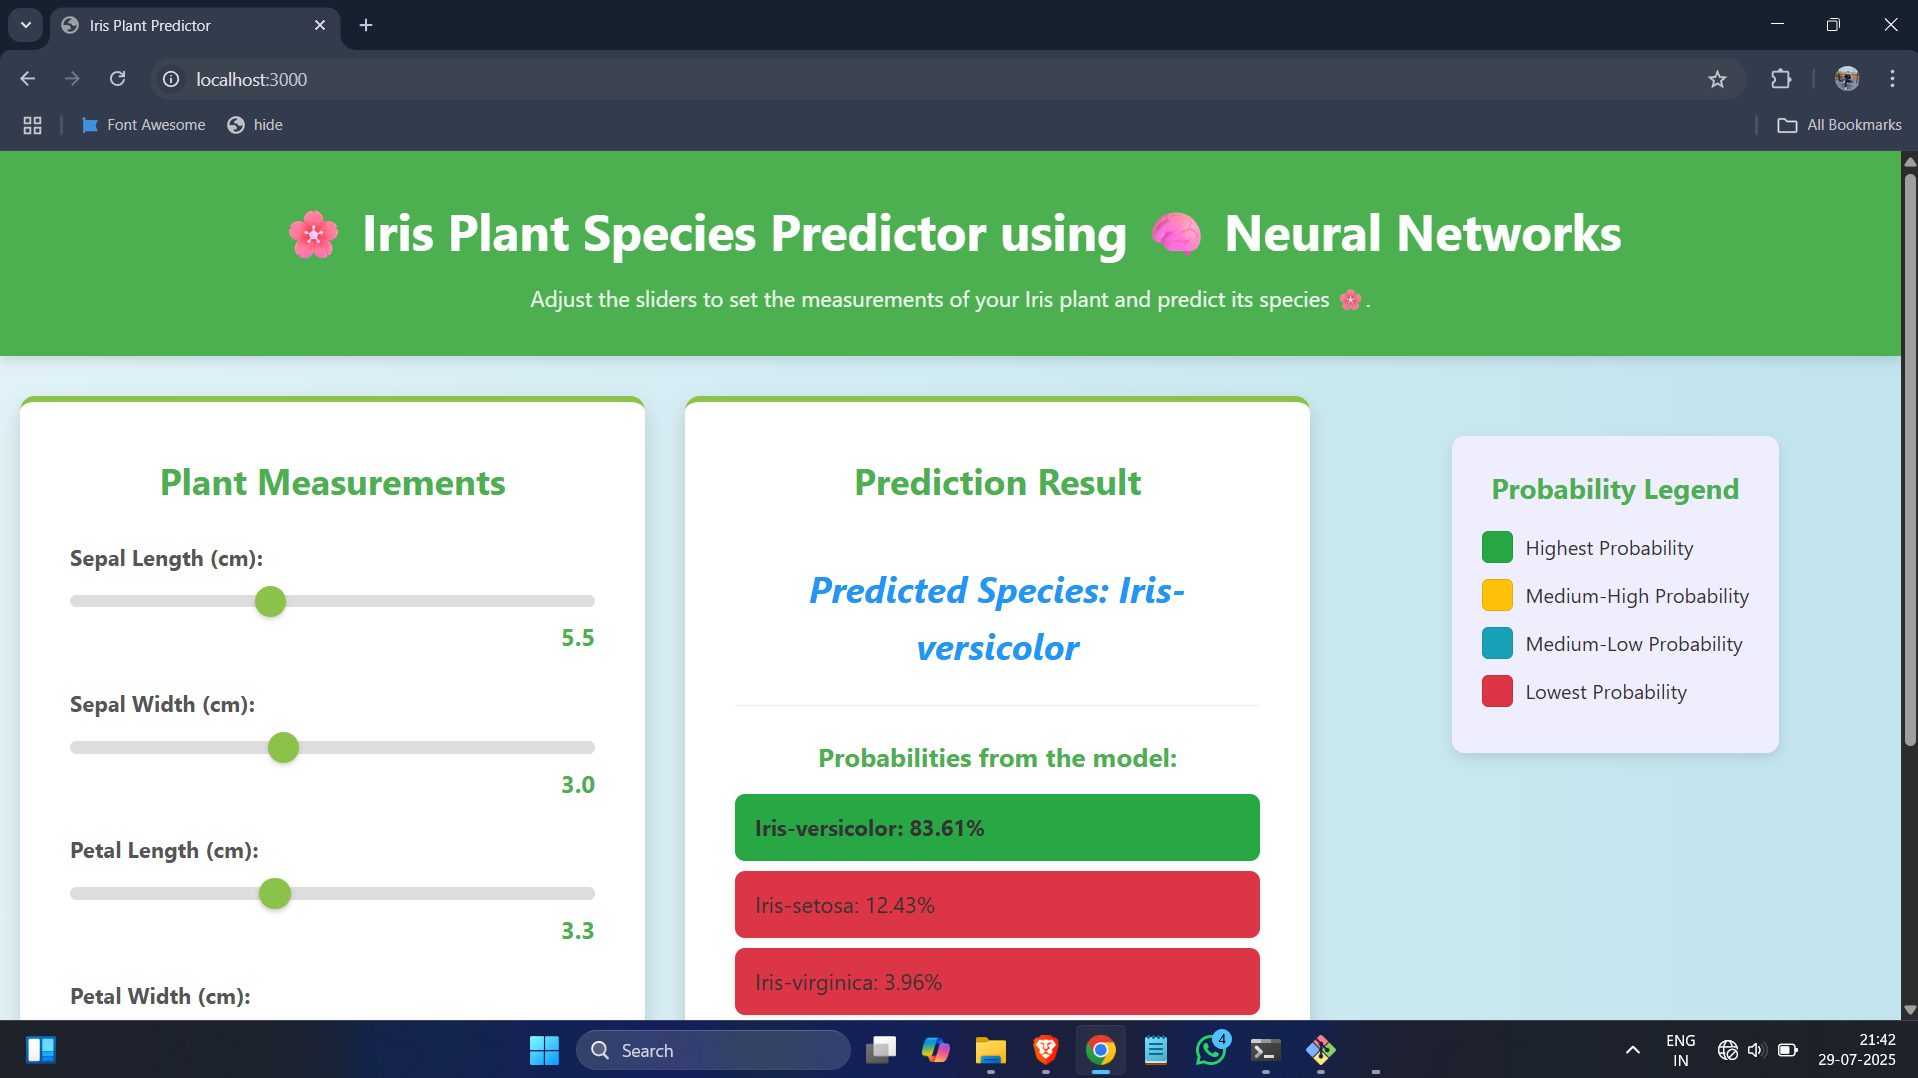 Iris Plant Predictor
localhost:3000
Font Awesome
hide
All Bookmarks
🌸 Iris Plant Species Predictor using 🧠 Neural Networks
Adjust the sliders to set the measurements of your Iris plant and predict its species 🌸.
Plant Measurements
Sepal Length (cm):
5.5
Sepal Width (cm):
3.0
Petal Length (cm):
3.3
Petal Width (cm):
Prediction Result
Predicted Species: Iris-
versicolor
Probabilities from the model:
Iris-versicolor: 83.61%
Iris-setosa: 12.43%
Iris-virginica: 3.96%
Probability Legend
Highest Probability
Medium-High Probability
Medium-Low Probability
Lowest Probability
Search
4
ENG
IN
21:42
29-07-2025